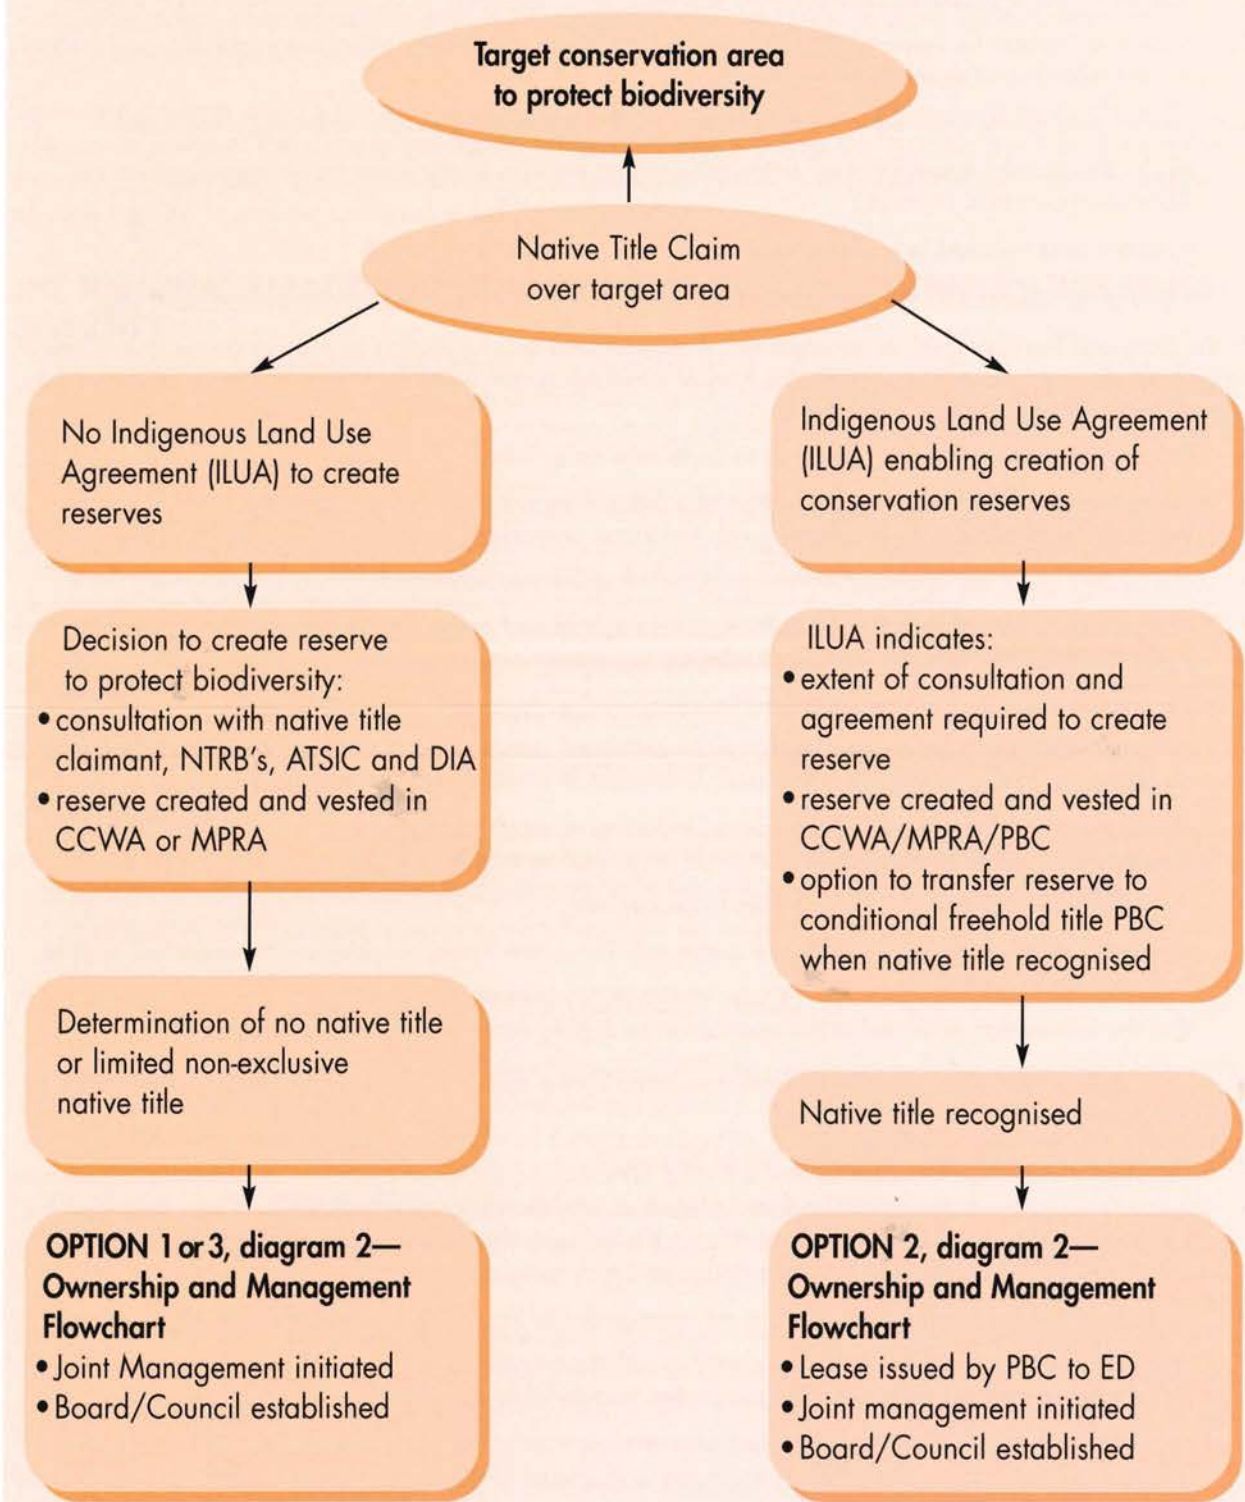 Target conservation area
to protect biodiversity
Native Title Claim
over target area
No Indigenous Land Use
Agreement (ILUA) to create
reserves
Decision to create reserve
to protect biodiversity:
• consultation with native title
claimant, NTRB's, ATSIC and DIA
• reserve created and vested in
CCWA or MPRA
Determination of no native title
or limited non-exclusive
native title
OPTION 1 or 3, diagram 2—
Ownership and Management
Flowchart
• Joint Management initiated
• Board/Council established
Indigenous Land Use Agreement
(ILUA) enabling creation of
conservation reserves
ILUA indicates:
• extent of consultation and
agreement required to create
reserve
• reserve created and vested in
CCWA/MPRA/PBC
• option to transfer reserve to
conditional freehold title PBC
when native title recognised
Native title recognised
OPTION 2, diagram 2—
Ownership and Management
Flowchart
• Lease issued by PBC to ED
• Joint management initiated
• Board/Council established